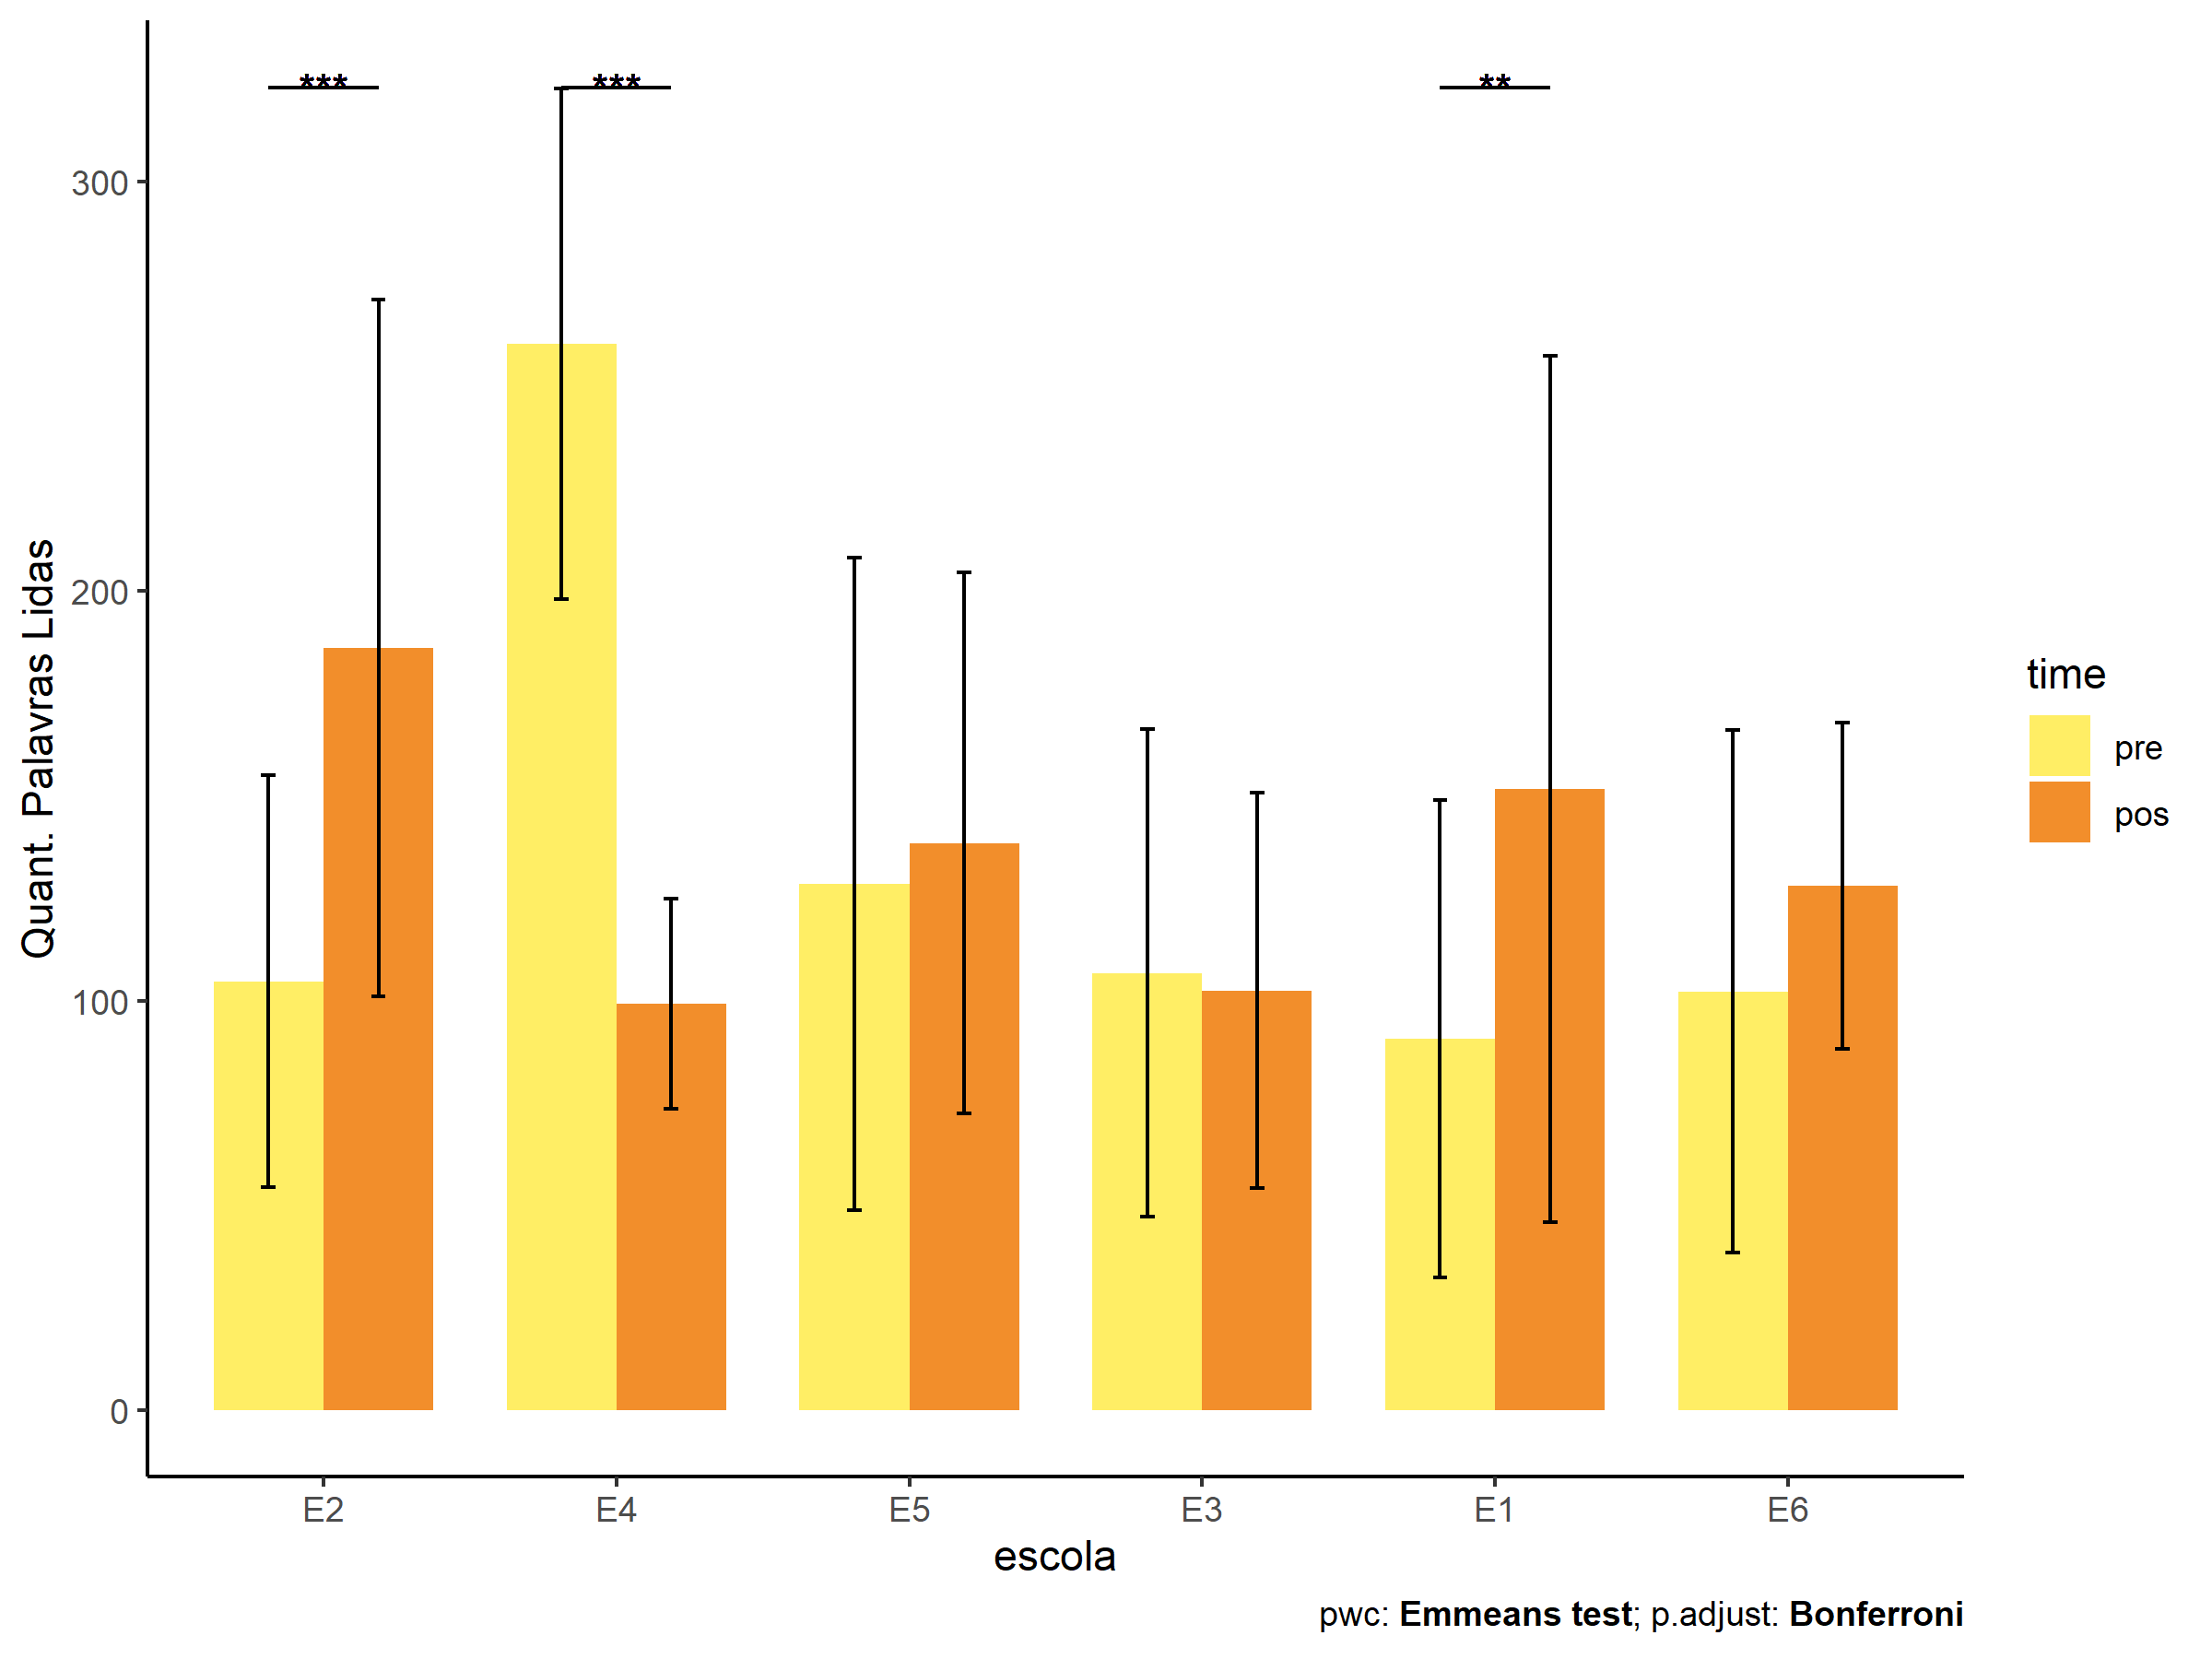 *** *** **
300
200
100
0
Quant. Palavras Lidas
E2 E4 E5 E3 E1 E6
escola
time
pre
pos
pwc: Emmeans test; p.adjust: Bonferroni